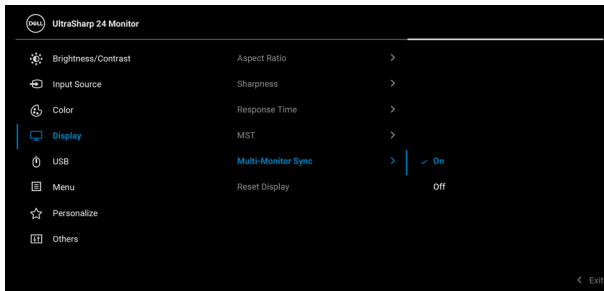 DELL
UltraSharp 24 Monitor
Brightness/Contrast
Input Source
Color
Display
USB
Menu
Personalize
Others
Aspect Ratio
Sharpness
Response Time
MST
Multi-Monitor Sync
Reset Display
On
Off
Exit